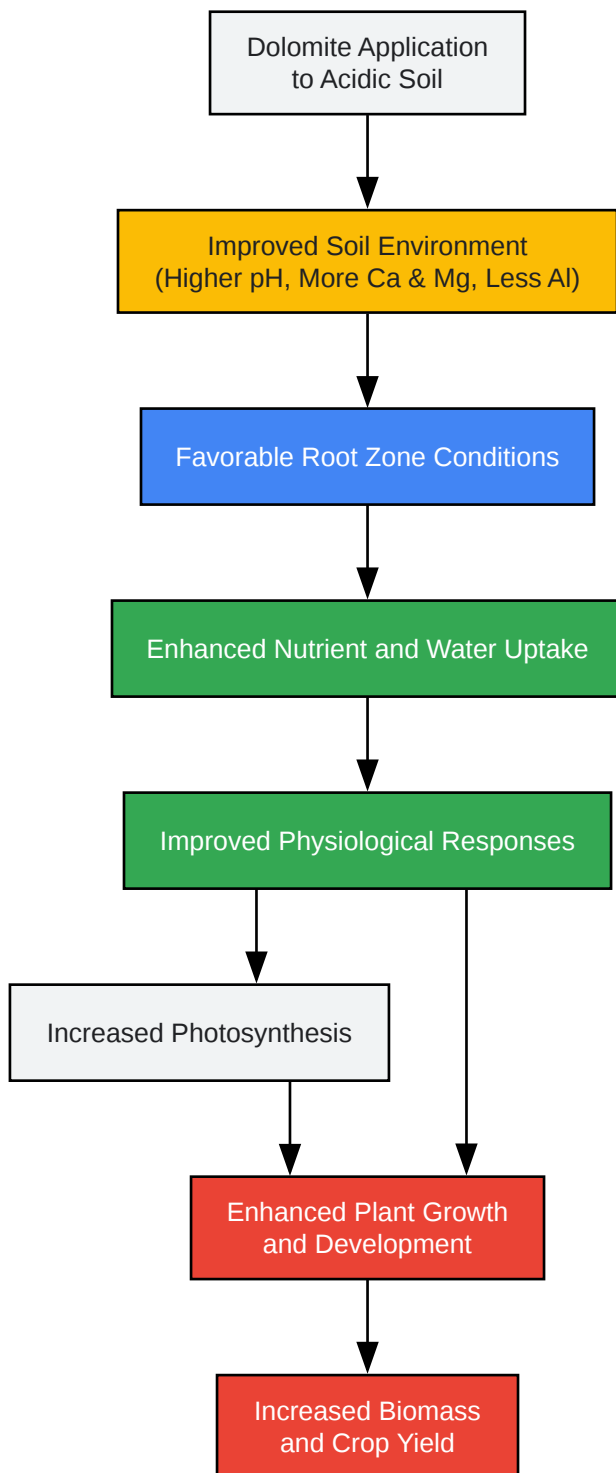 Dolomite Application
to Acidic Soil
Improved Soil Environment
(Higher pH, More Ca & Mg, Less Al)
Favorable Root Zone Conditions
Enhanced Nutrient and Water Uptake
Improved Physiological Responses
Increased Photosynthesis
Enhanced Plant Growth
and Development
Increased Biomass
and Crop Yield